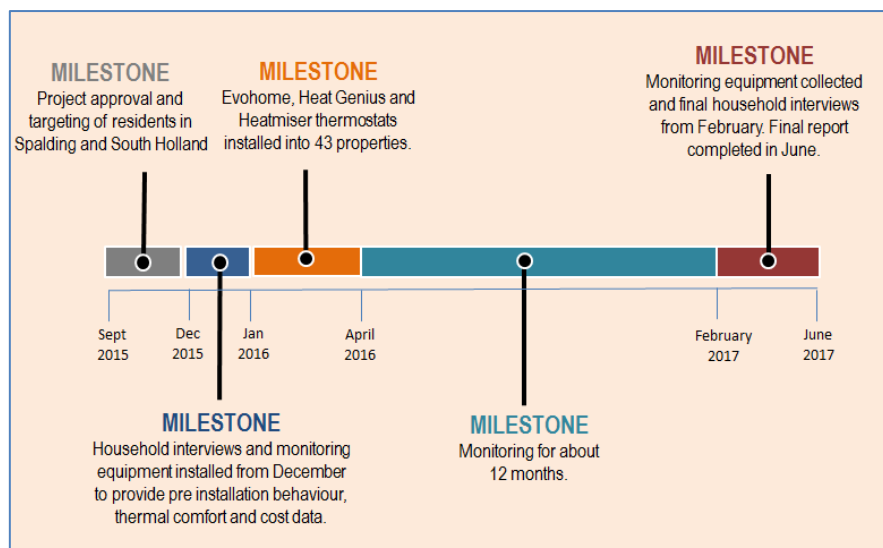 MILESTONE
Project approval and
targeting of residents in
Spalding and South Holland
MILESTONE
Evohome, Heat Genius and
Heatmiser thermostats
installed into 43 properties.
MILESTONE
Monitoring equipment collected
and final household interviews
from February. Final report
completed in June.
Sept
2015
Dec
2015
Jan
2016
April
2016
February
2017
June
2017
MILESTONE
Household interviews and monitoring
equipment installed from December
to provide pre installation behaviour,
thermal comfort and cost data.
MILESTONE
Monitoring for about
12 months.